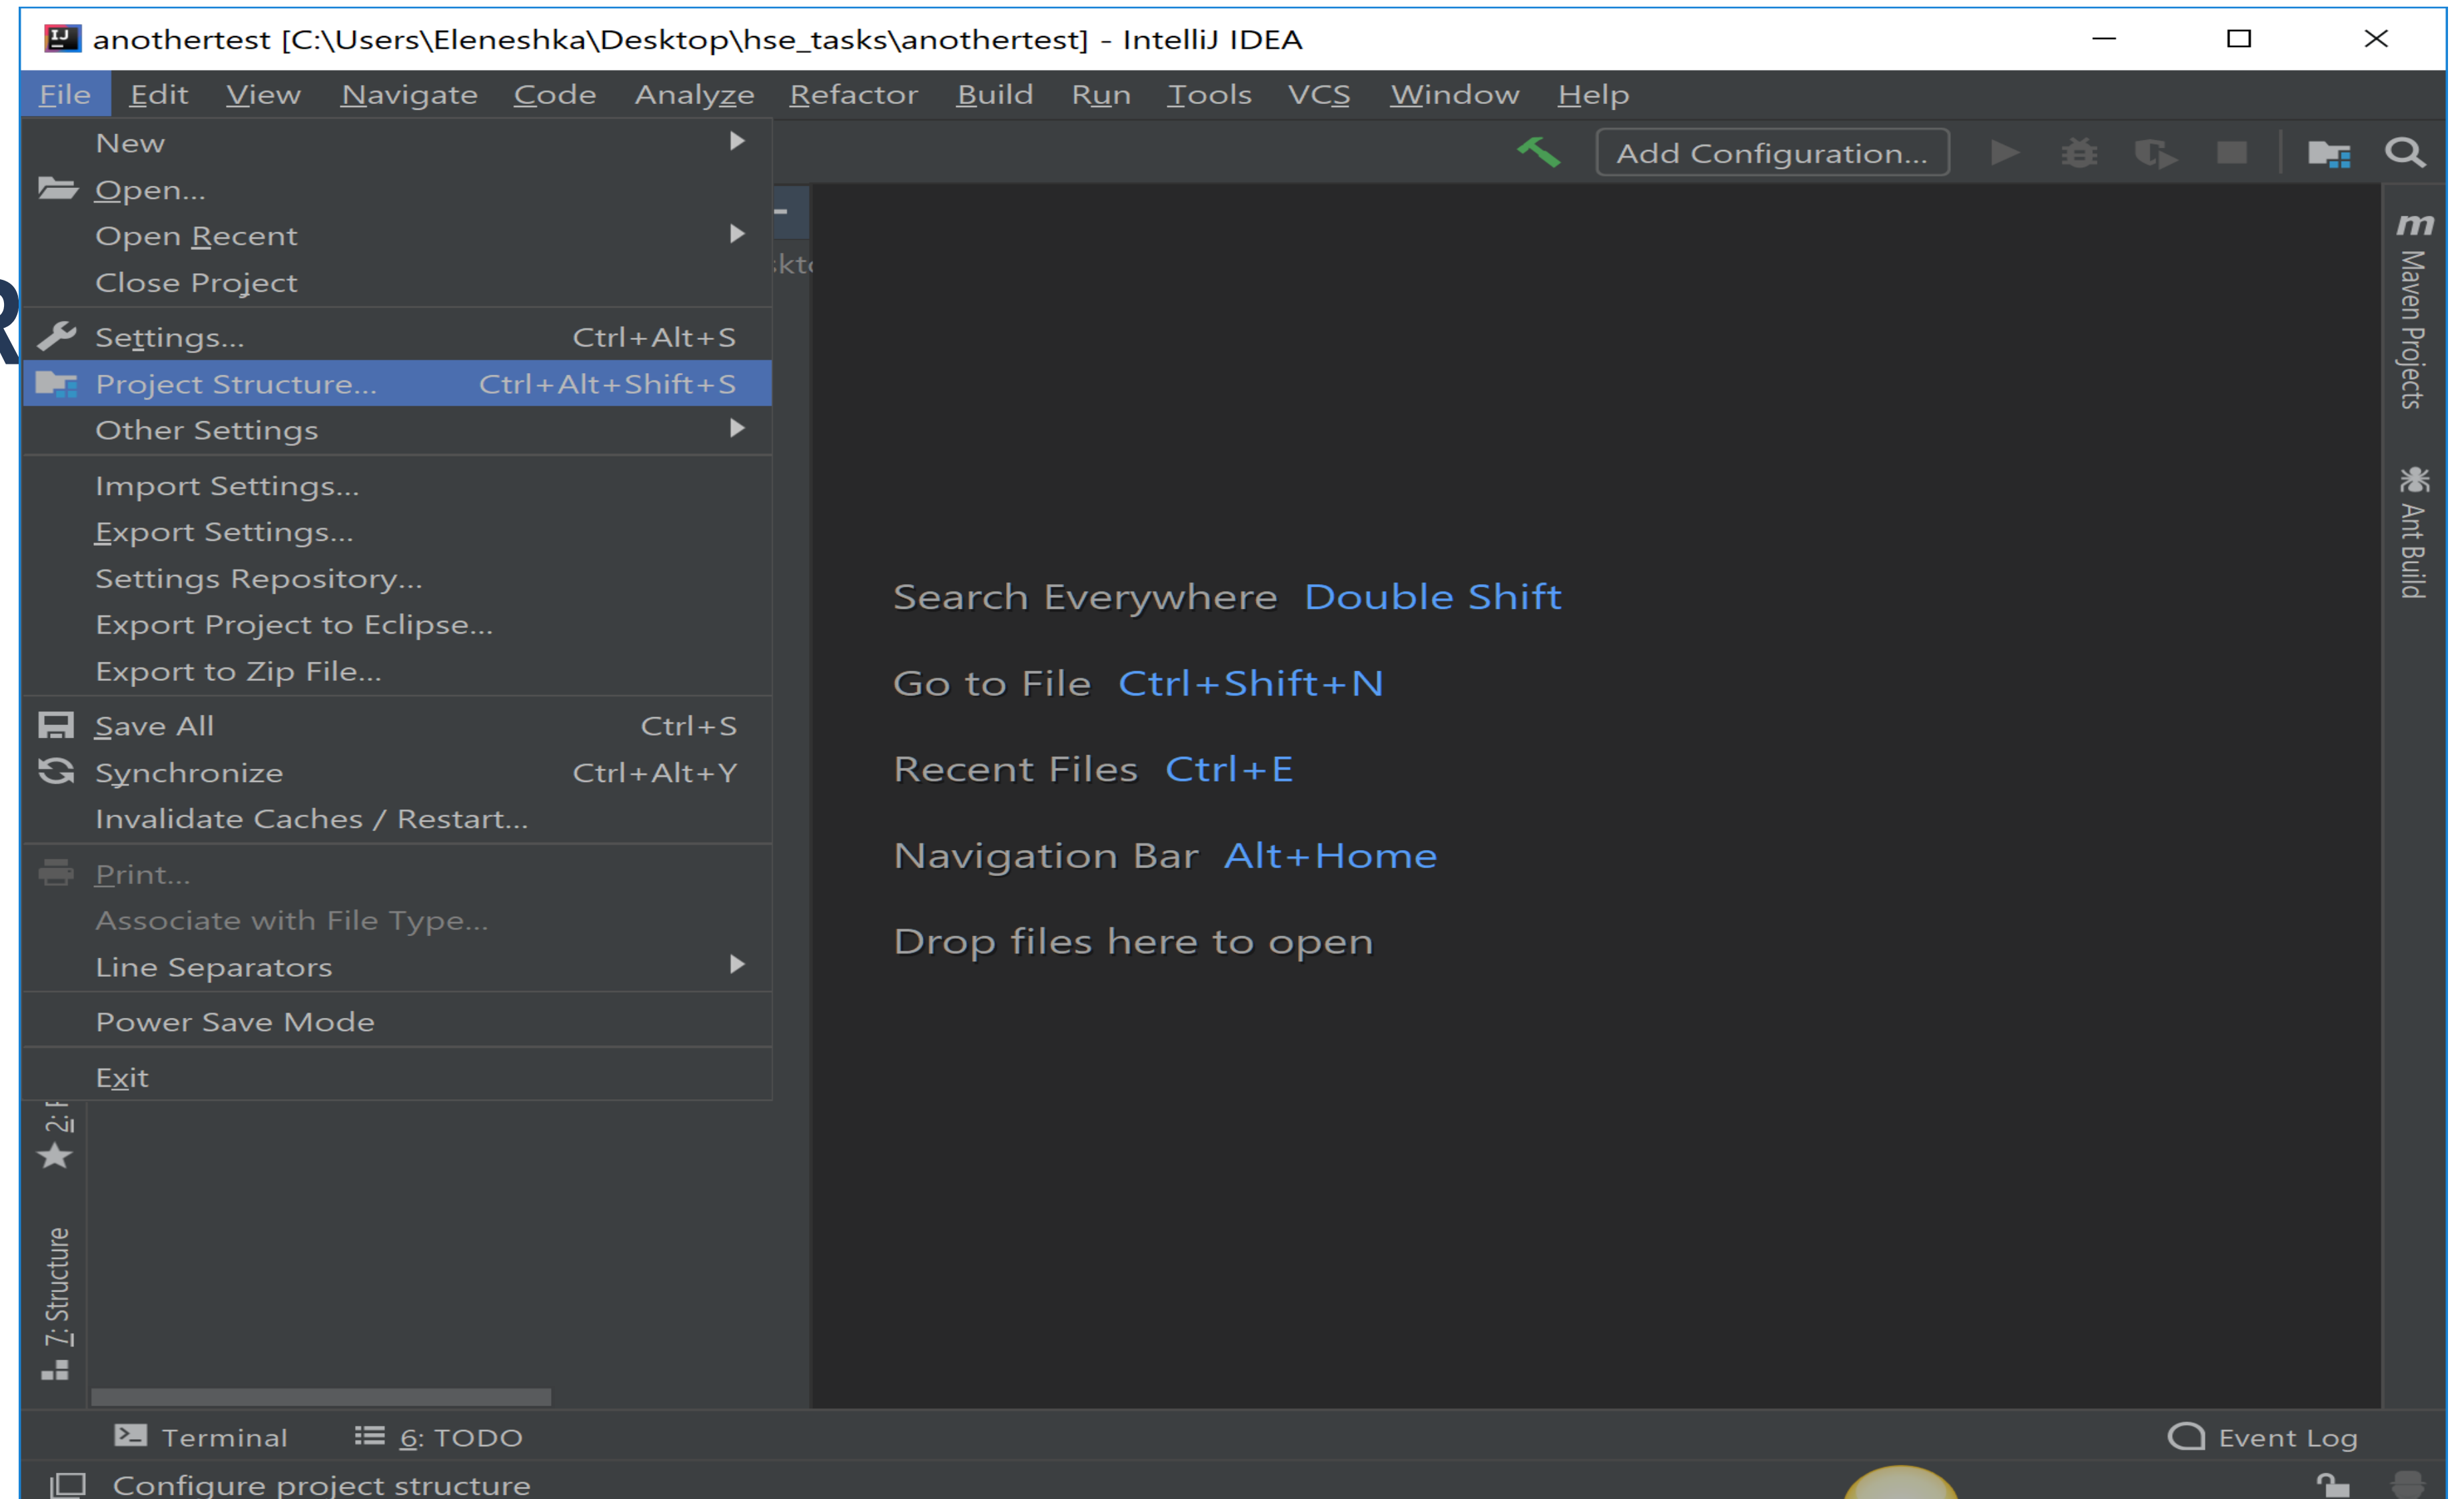 anothertest [C:\Users\Eleneshka\Desktop\hse_tasks\anothertest] - IntelliJ IDEA
File Edit View Navigate Code Analyze Refactor Build Run Tools VCS Window Help
Add Configuration...
New
Open...
Open Recent
Close Project
Settings... Ctrl+Alt+S
Project Structure... Ctrl+Alt+Shift+S
Other Settings
Import Settings...
Export Settings...
Settings Repository...
Export Project to Eclipse...
Export to Zip File...
Save All Ctrl+S
Synchronize Ctrl+Alt+Y
Invalidate Caches / Restart...
Print...
Associate with File Type...
Line Separators
Power Save Mode
Exit
Search Everywhere Double Shift
Go to File Ctrl+Shift+N
Recent Files Ctrl+E
Navigation Bar Alt+Home
Drop files here to open
m Maven Projects
Ant Build
7: Structure
Terminal 6: TODO Event Log
Configure project structure